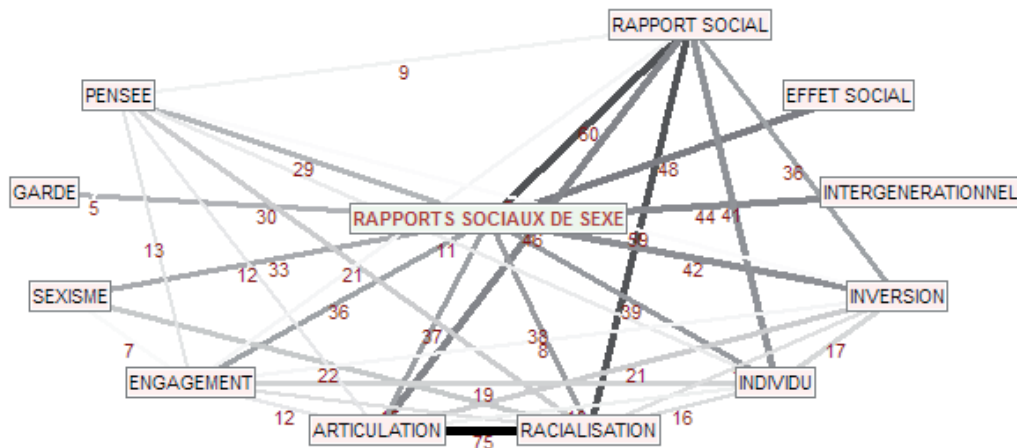 RAPPORT SOCIAL
9
PENSEE
EFFET SOCIAL
60
29
48
36
GARDE
INTERGENERATIONNEL
5
30
RAPPORTS SOCIAUX DE SEXE
44
41
46
59
13
12
33
21
11
42
SEXISME
INVERSION
36
39
37
38
7
8
17
ENGAGEMENT
22
21
INDIVIDU
19
12
16
ARTICULATION
RACIALISATION
75